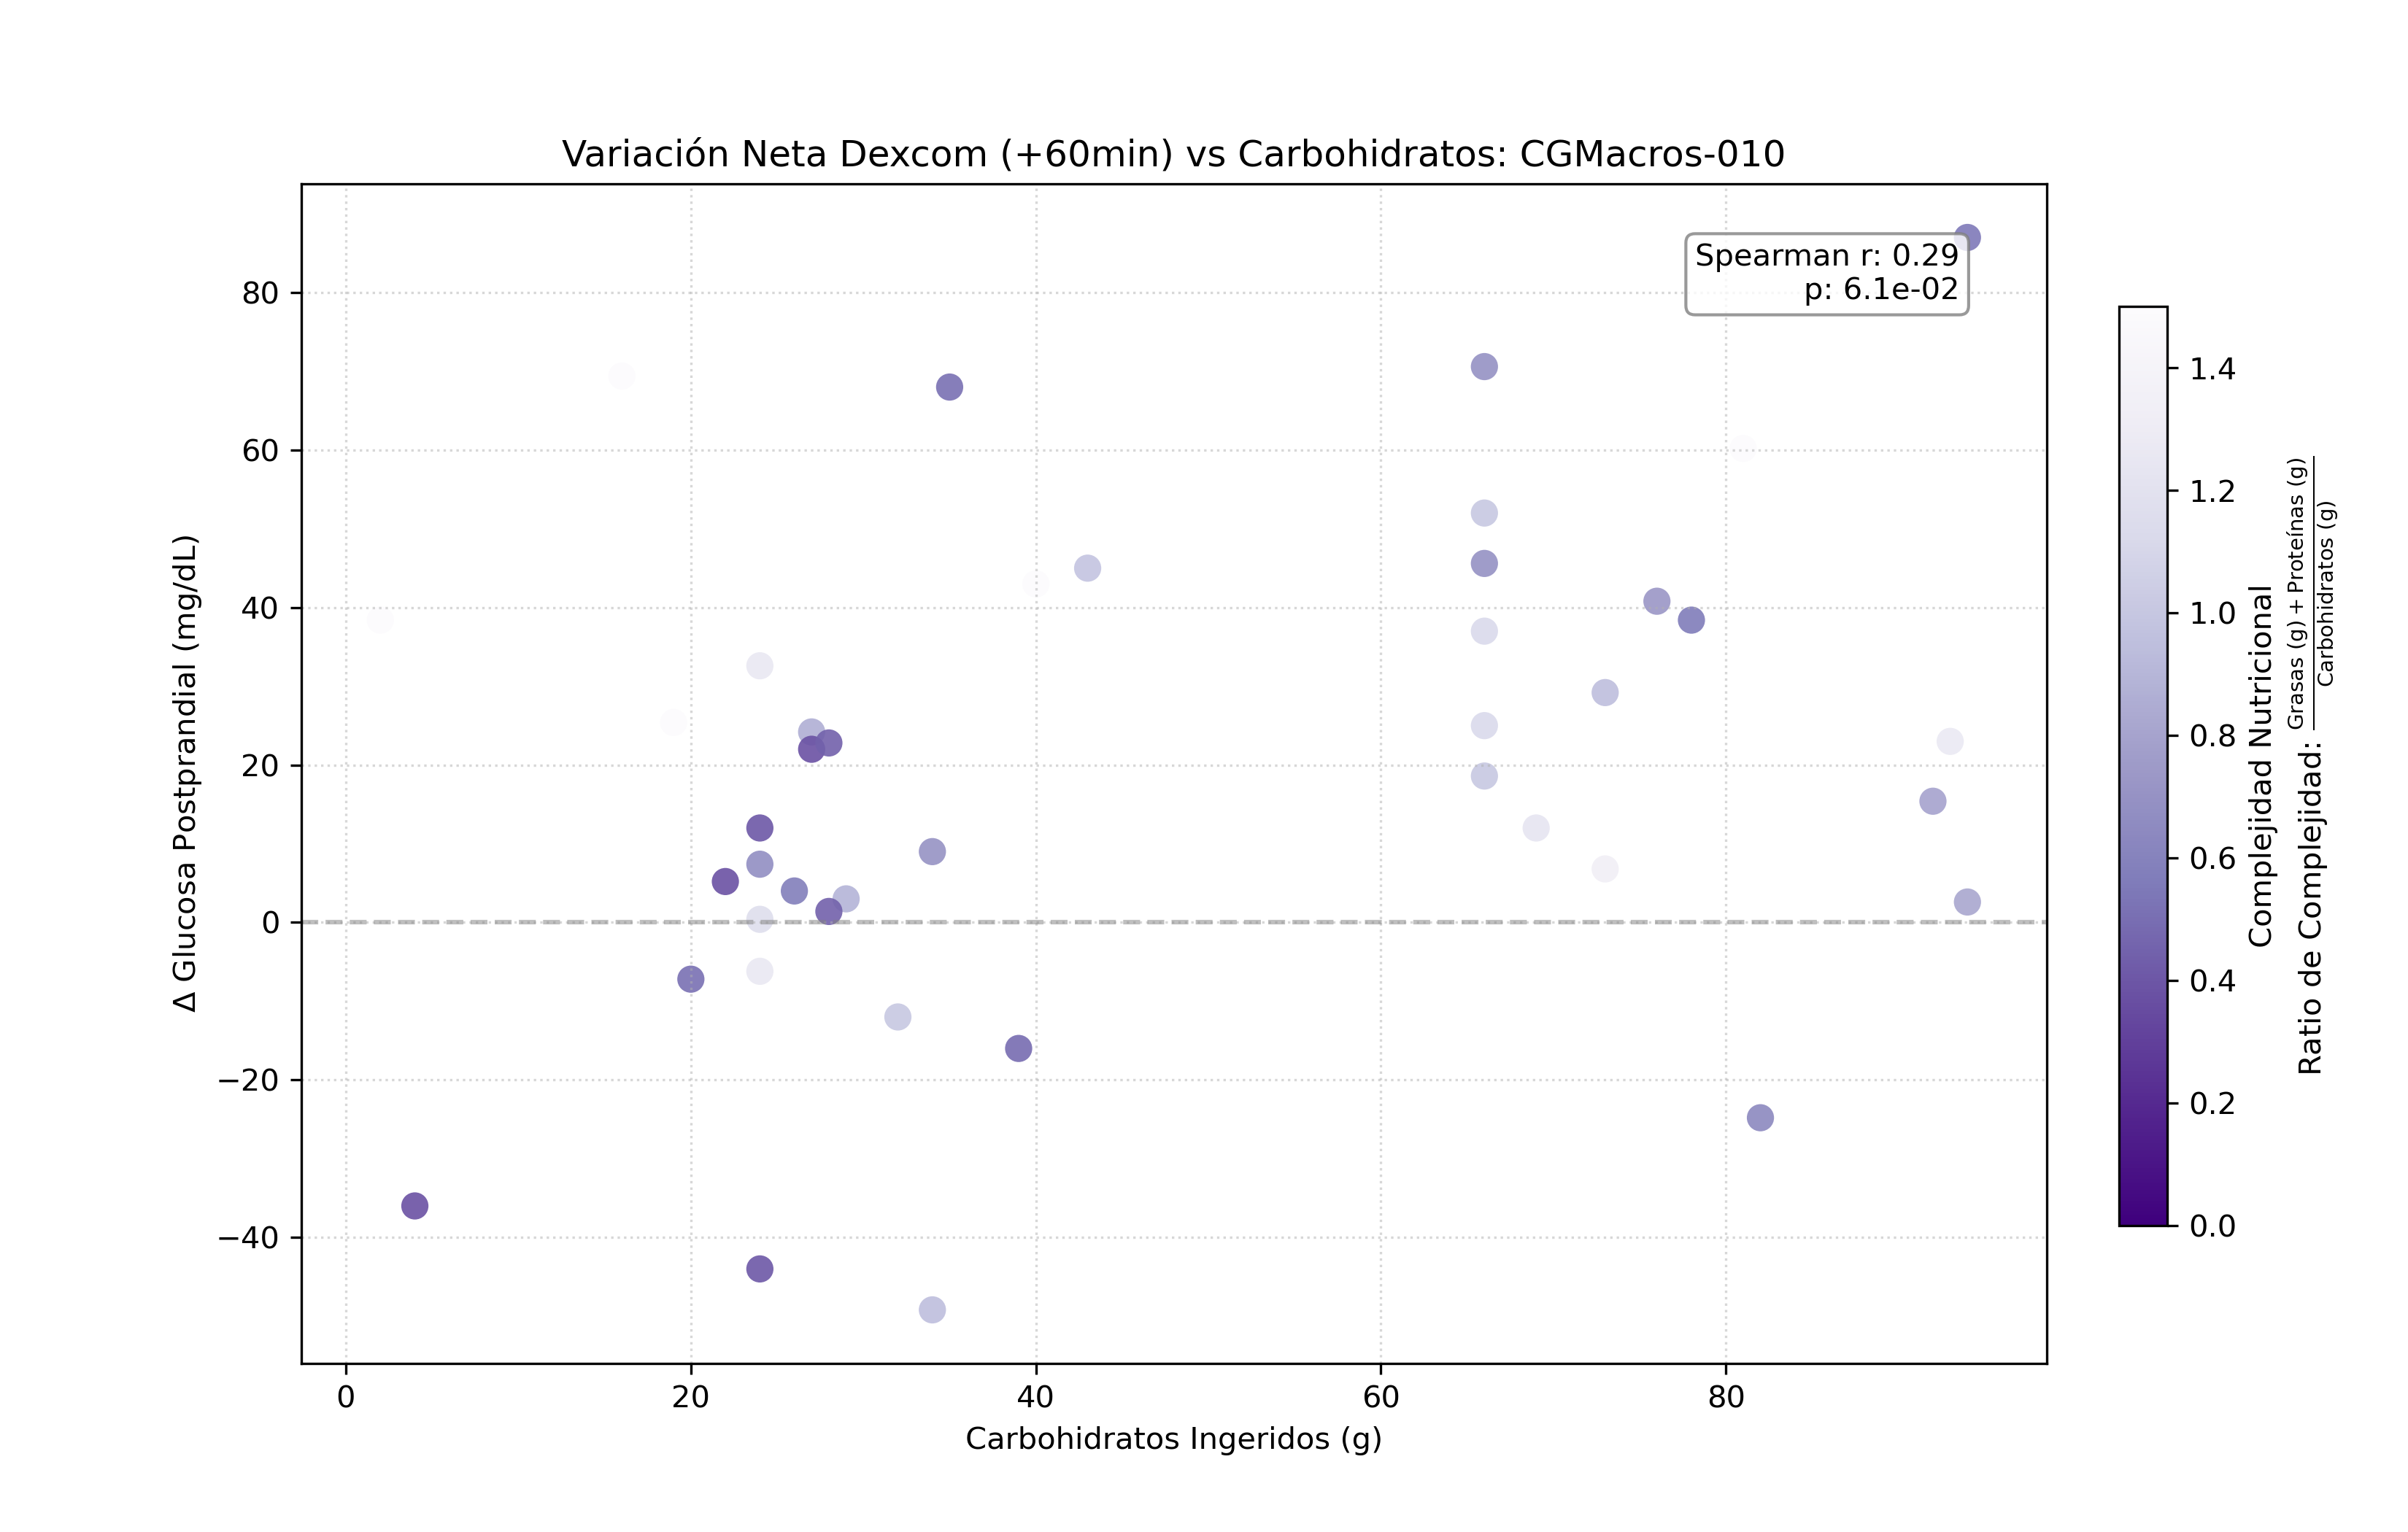 Variación Neta Dexcom (+60min) vs Carbohidratos: CGMacros-010
Spearman r: 0.29
p: 6.1e-02
Δ Glucosa Postprandial (mg/dL)
80
60
40
20
0
−20
−40
0
20
40
60
80
Carbohidratos Ingeridos (g)
1.4
1.2
1.0
0.8
0.6
0.4
0.2
0.0
Complejidad Nutricional
Ratio de Complejidad: Grasas (g) + Proteínas (g)
Carbohidratos (g)